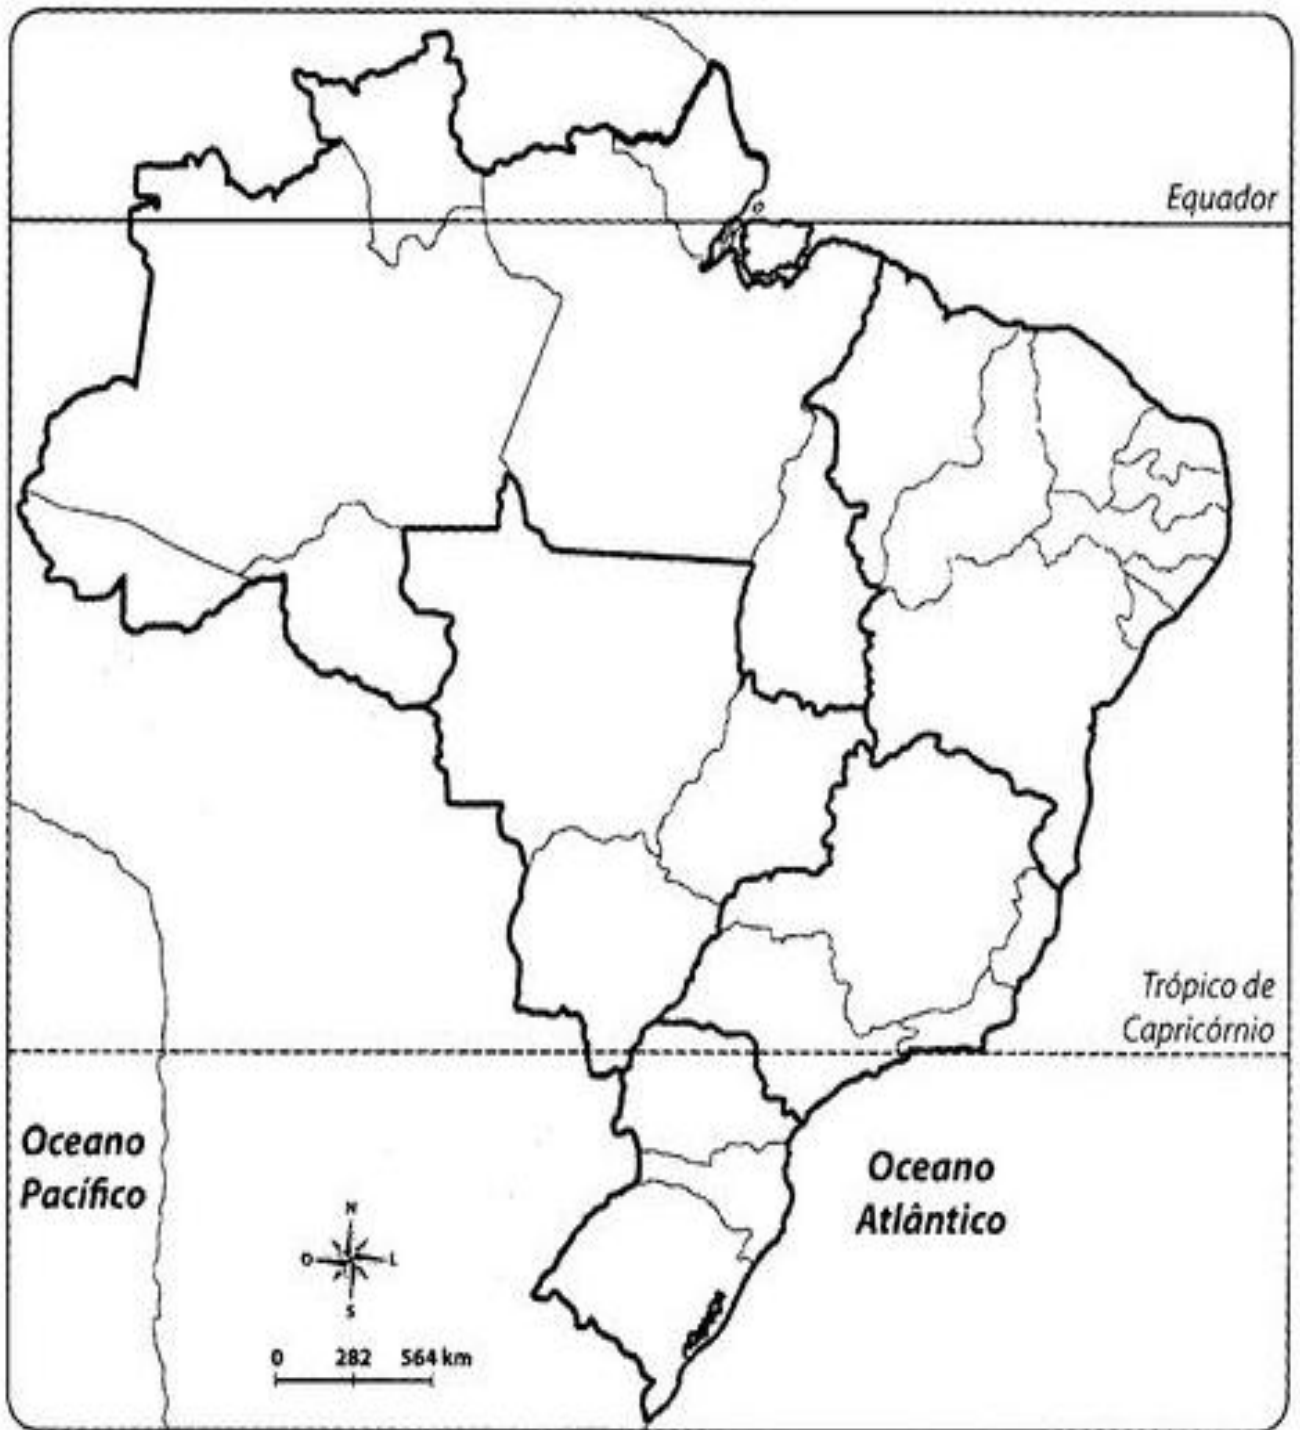 Equador
Trópico de
Capricórnio
Oceano
Pacífico
Oceano
Atlântico
N
O
L
S
0 282 564 km